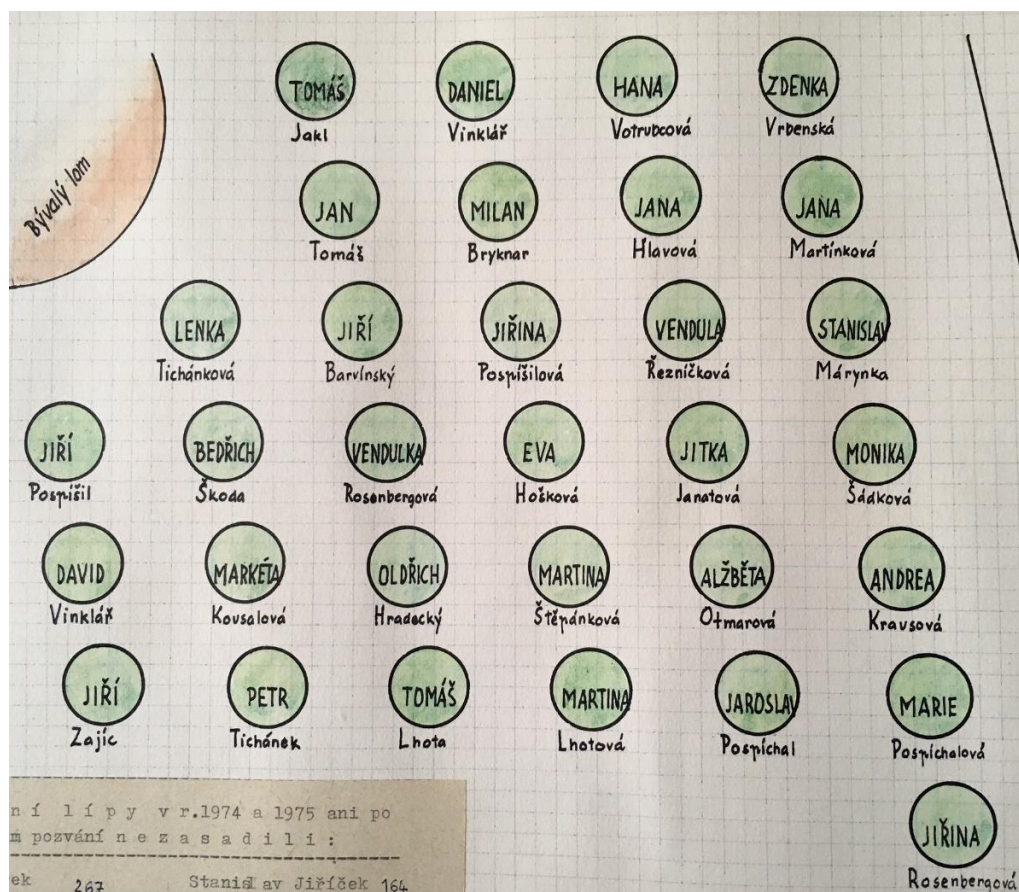 TOMÁŠ DANIEL HANA ZDENKA
Jakl Vinklář Votrubcová Vrbenská
Bývalý lom
JAN MILAN JANA JANA
Tomáš Bryknar Hlavová Martínková
LENKA JIŘÍ JIŘINA VENDULA STANISLAV
Tichánková Barvínský Pospíšilová Řezníčková Márynka
JIŘÍ BEDŘICH VENDULKA EVA JITKA MONIKA
Pospíšil Škoda Rosenbergová Hošková Janatová Šádková
DAVID MARKÉTA OLDŘICH MARTINA ALŽBĚTA ANDREA
Vinklář Kousalová Hradecký Štěpánková Otmarová Krausová
JIŘÍ PETR TOMÁŠ MARTINA JAROSLAV MARIE
Zajíc Tichánek Lhota Lhotová Pospíchal Pospíchalová
ní lípy v r.1974 a 1975 ani po
m pozvání nezasadili:
JIŘINA
Rosenbergová
ek 267 Stanislav Jiříček 164